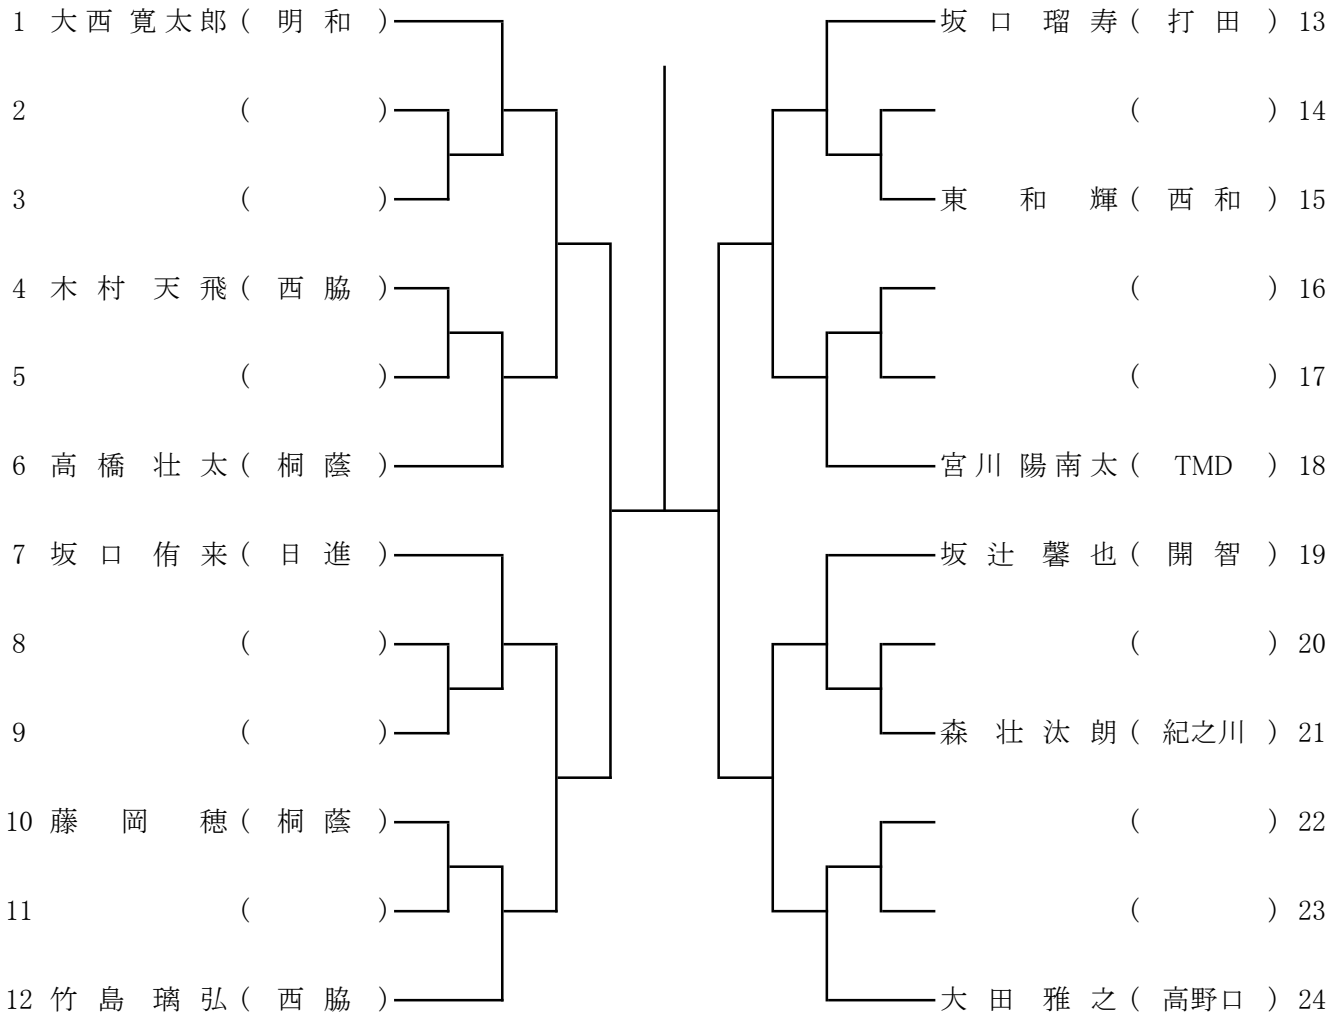 1 大西寛太郎 ( 明和 )
2 ( )
3 ( )
4 木村天飛 ( 西脇 )
5 ( )
6 高橋壮太 ( 桐蔭 )
7 坂口侑来 ( 日進 )
8 ( )
9 ( )
10 藤岡穂 ( 桐蔭 )
11 ( )
12 竹島璃弘 ( 西脇 )
坂口瑠寿 ( 打田 ) 13
( ) 14
東和輝 ( 西和 ) 15
( ) 16
( ) 17
宮川陽南太 ( TMD ) 18
坂辻馨也 ( 開智 ) 19
( ) 20
森壮汰朗 ( 紀之川 ) 21
( ) 22
( ) 23
大田雅之 ( 高野口 ) 24